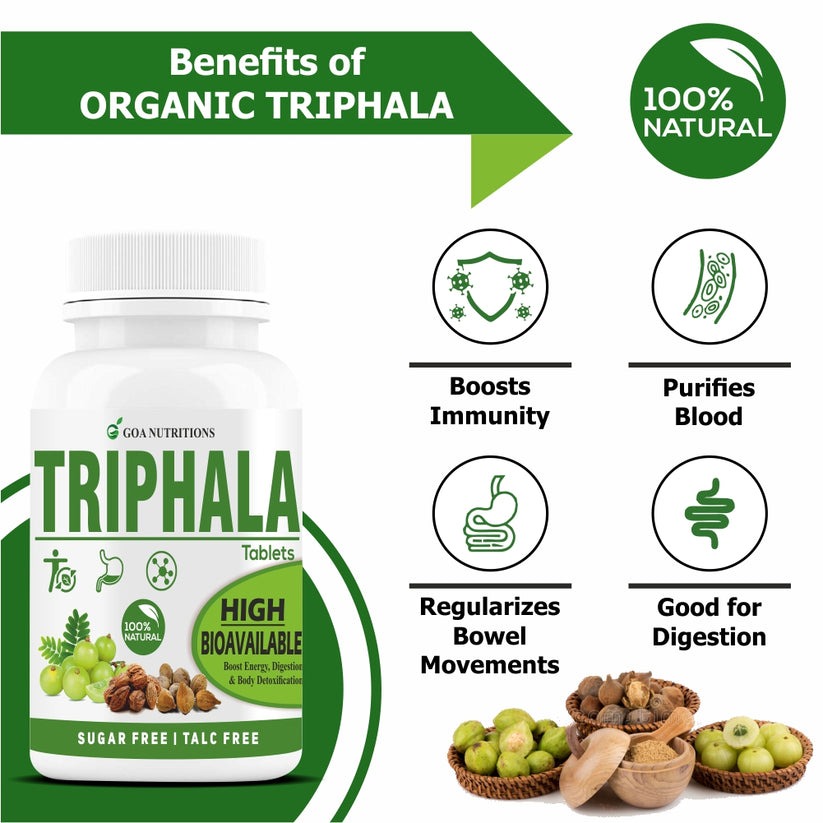 Benefits of
ORGANIC TRIPHALA
100%
NATURAL
GOA NUTRITIONS
TRIPHALA
Tablets
100%
NATURAL
HIGH
BIOAVAILABLE
Boost Energy, Digestion
& Body Detoxification
SUGAR FREE | TALC FREE
Boosts
Immunity
Purifies
Blood
Regularizes
Bowel
Movements
Good for
Digestion